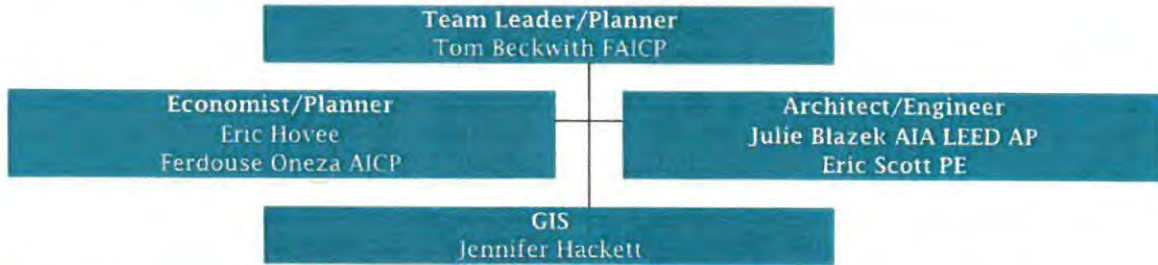 Team Leader/Planner
Tom Beckwith FAICP
Economist/Planner
Eric Hovee
Ferdouse Oneza AICP
Architect/Engineer
Julie Blazek AIA LEED AP
Eric Scott PE
GIS
Jennifer Hackett